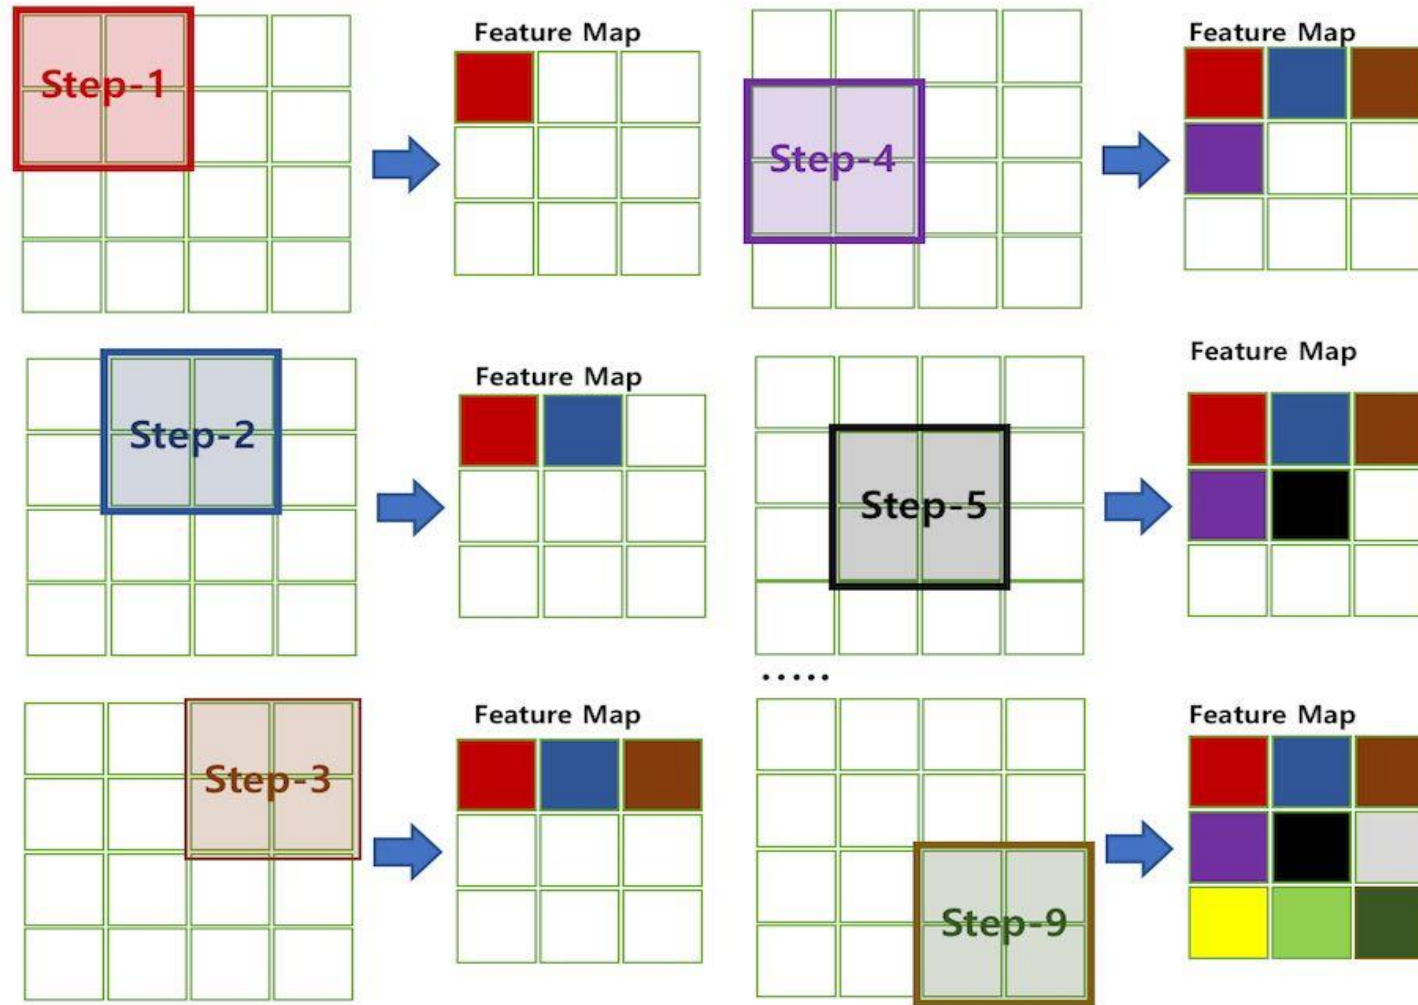 Feature Map
Step-1
Feature Map
Step-4
Feature Map
Step-2
Feature Map
Step-5
.....
Feature Map
Step-3
Feature Map
Step-9